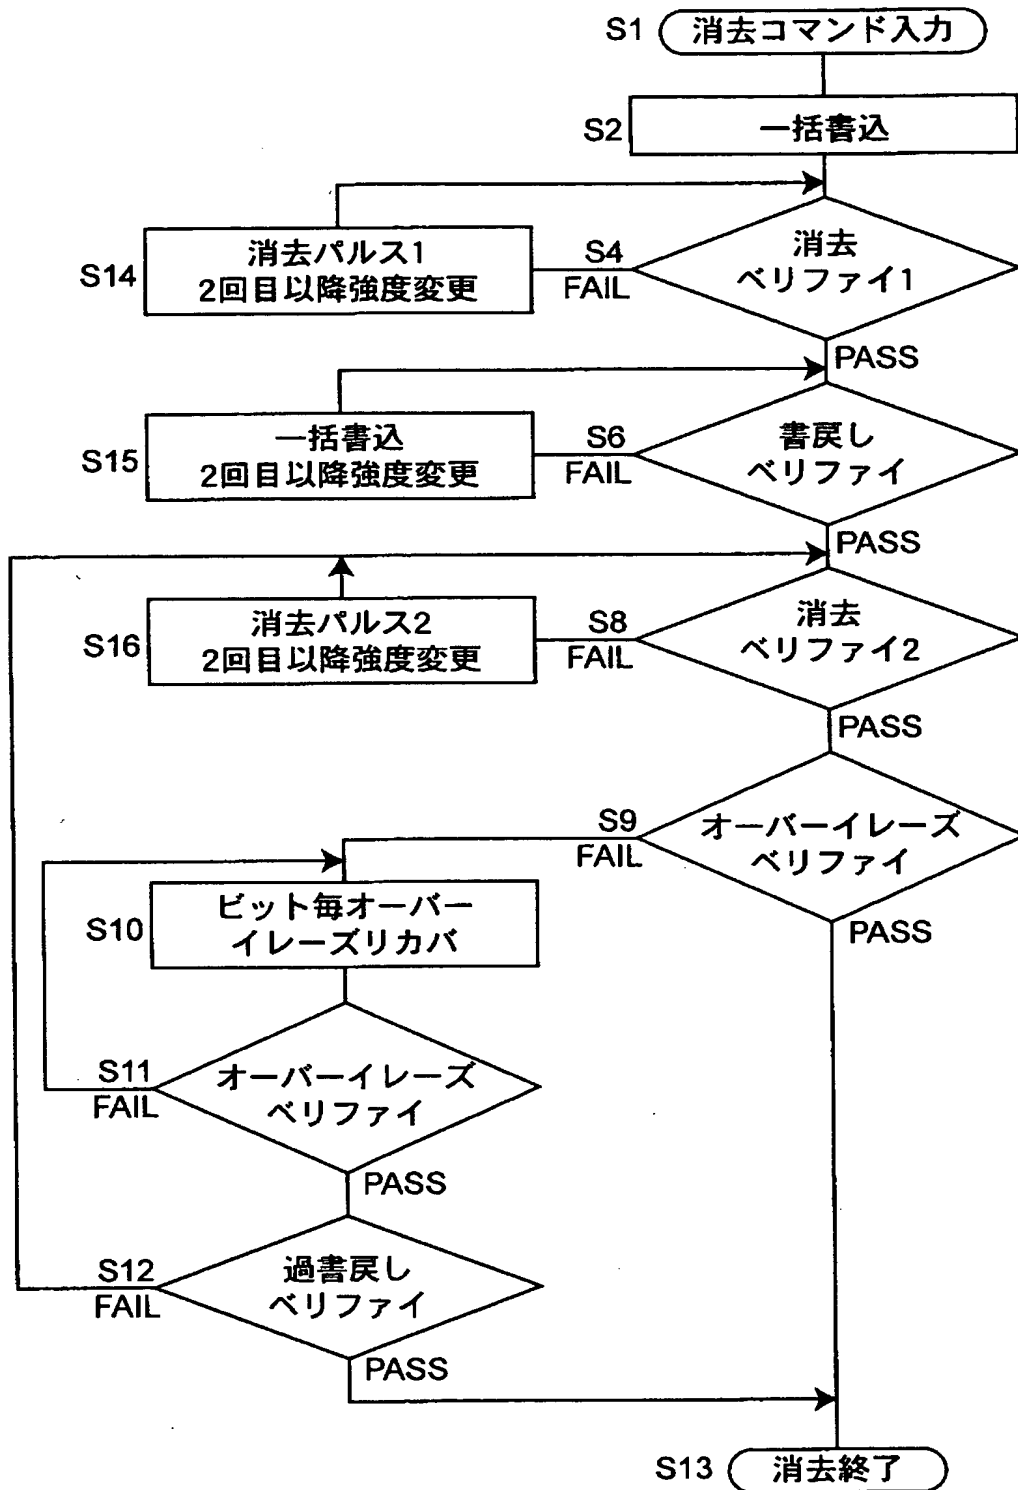 S1 消去コマンド入力
S2 一括書込
消去
ベリファイ1
S4
FAIL
PASS
S14
消去パルス1
2回目以降強度変更
書戻し
ベリファイ
S6
FAIL
PASS
S15
一括書込
2回目以降強度変更
消去
ベリファイ2
S8
FAIL
PASS
S16
消去パルス2
2回目以降強度変更
オーバーイレーズ
ベリファイ
S9
FAIL
PASS
S10
ビット毎オーバー
イレーズリカバ
オーバーイレーズ
ベリファイ
S11
FAIL
PASS
過書戻し
ベリファイ
S12
FAIL
PASS
S13 消去終了